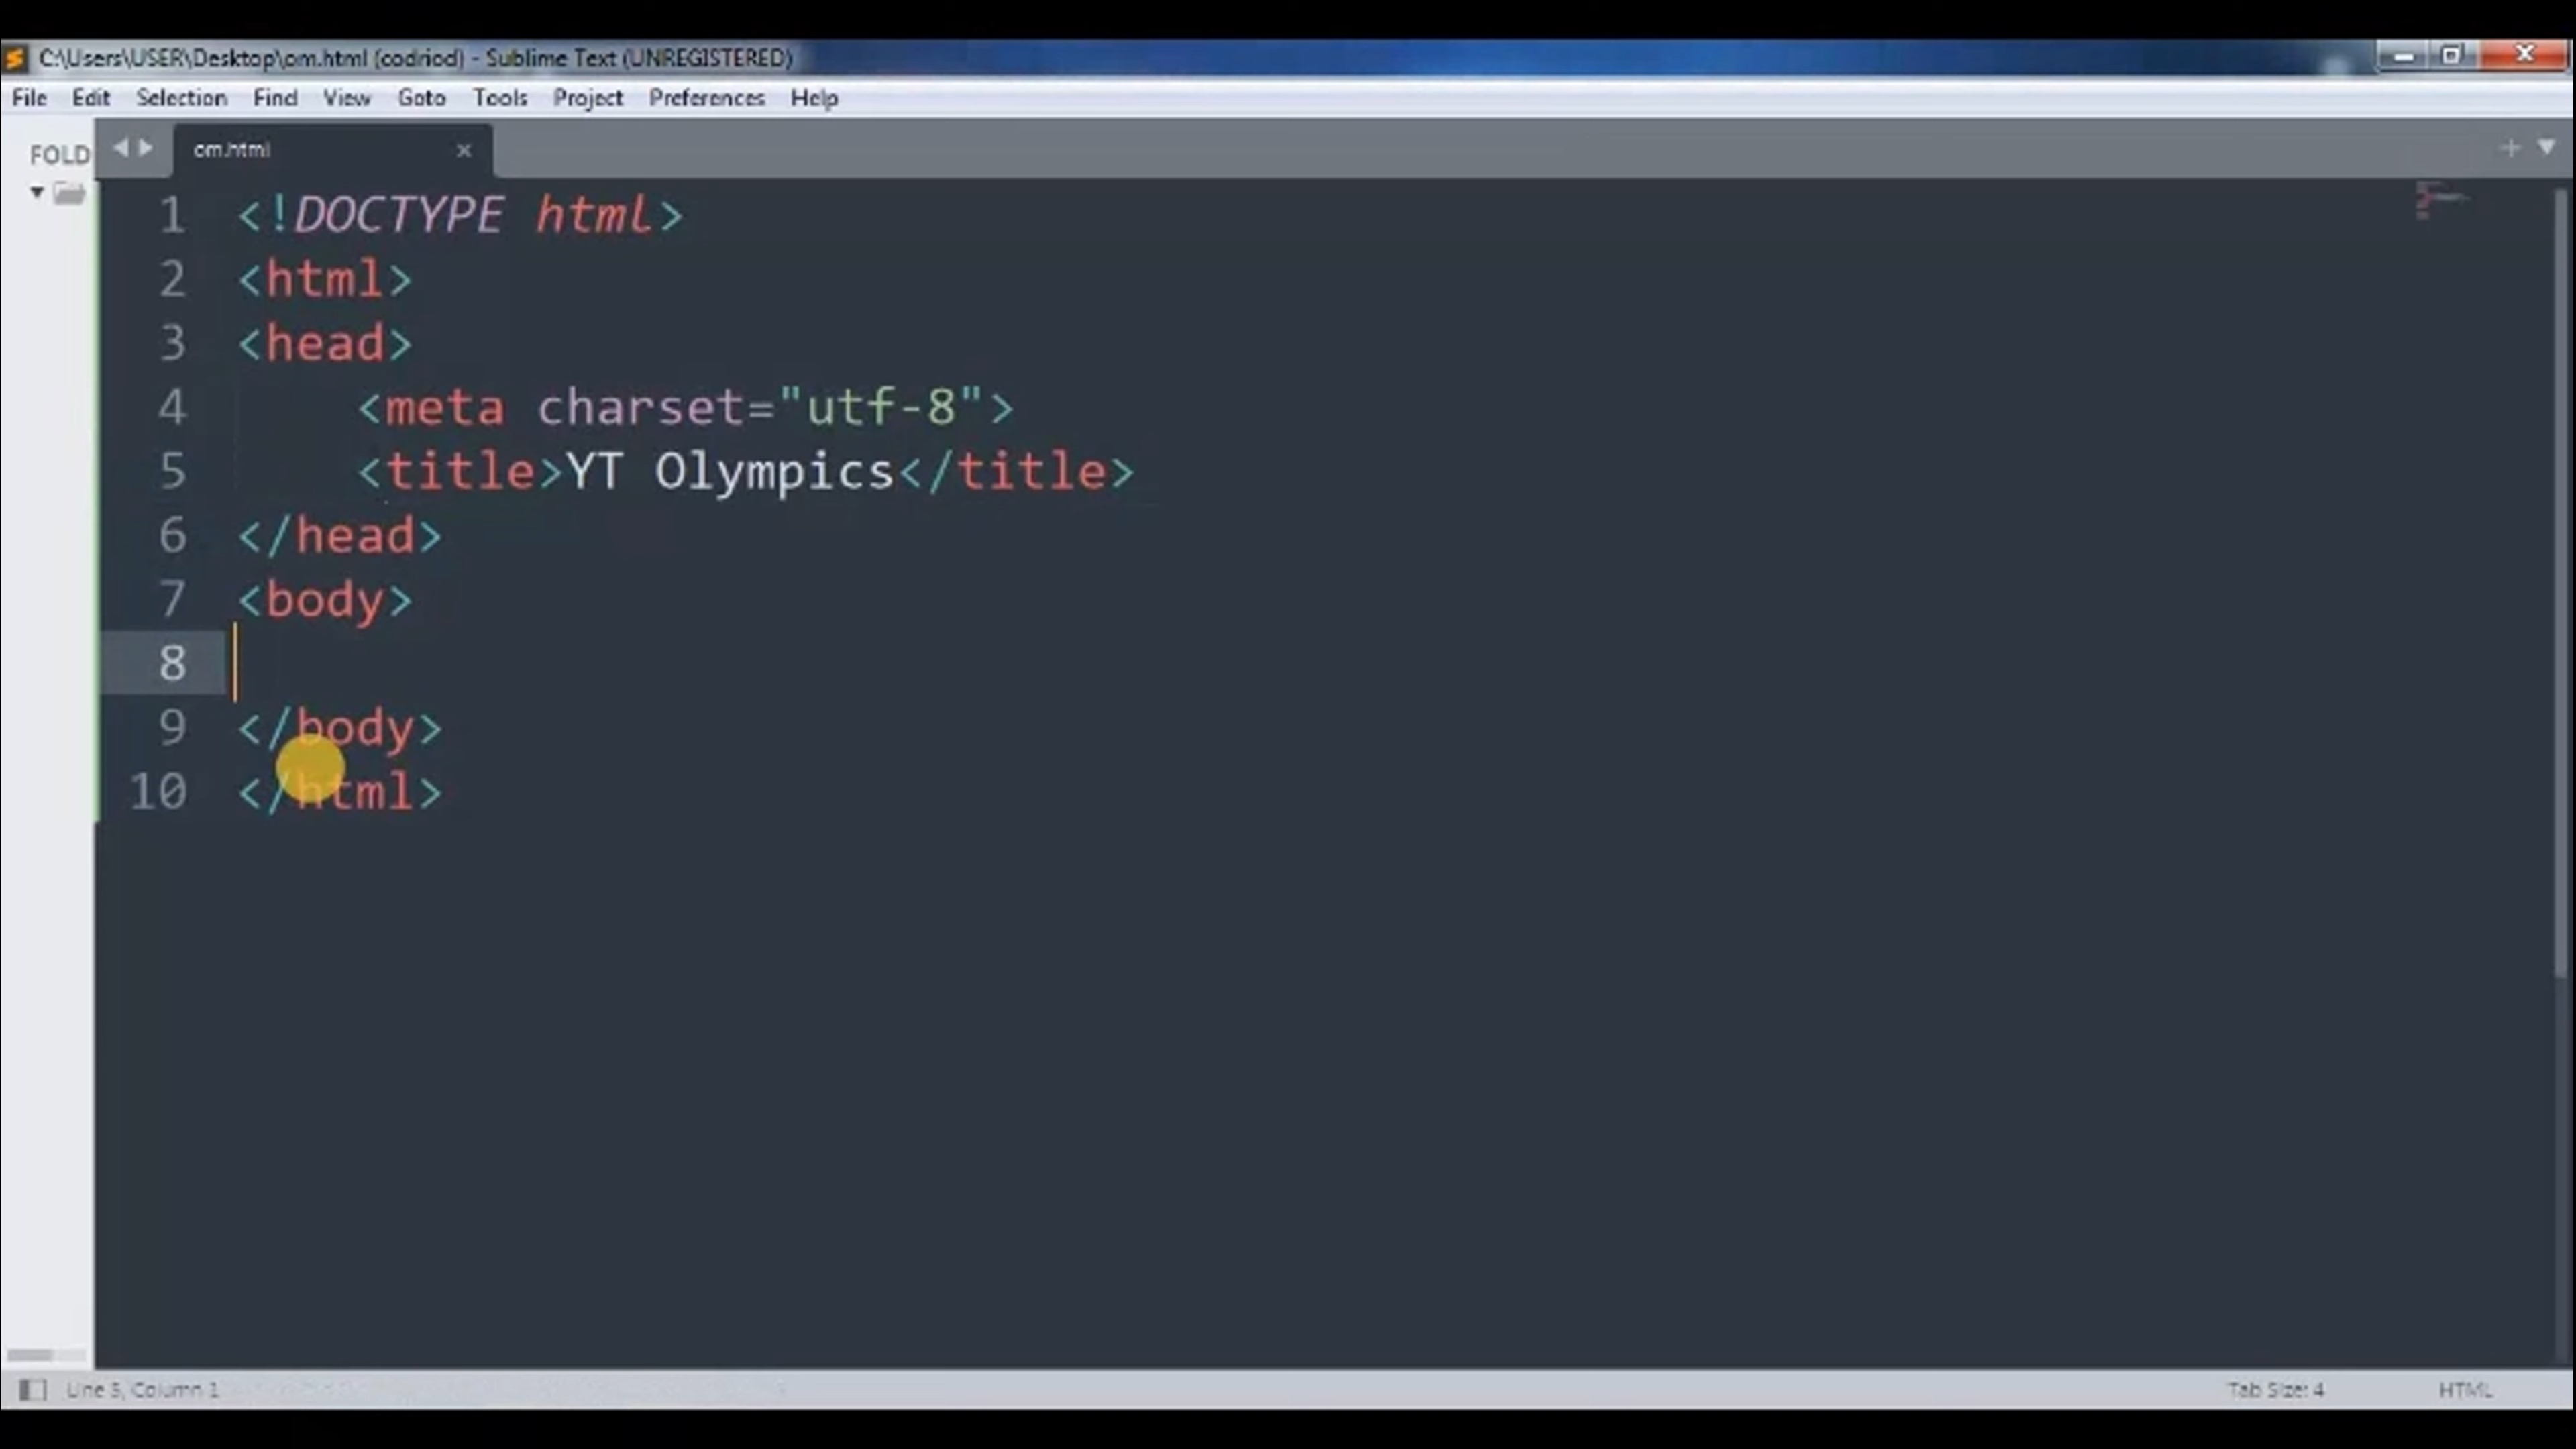 C:\Users\USER\Desktop\om.html (codriod) - Sublime Text (UNREGISTERED)
File Edit Selection Find View Goto Tools Project Preferences Help
FOLD
om.html
1 <!DOCTYPE html>
2 <html>
3 <head>
4 <meta charset="utf-8">
5 <title>YT Olympics</title>
6 </head>
7 <body>
8
9 </body>
10 </html>
Line 5, Column 1
Tab Size: 4
HTML